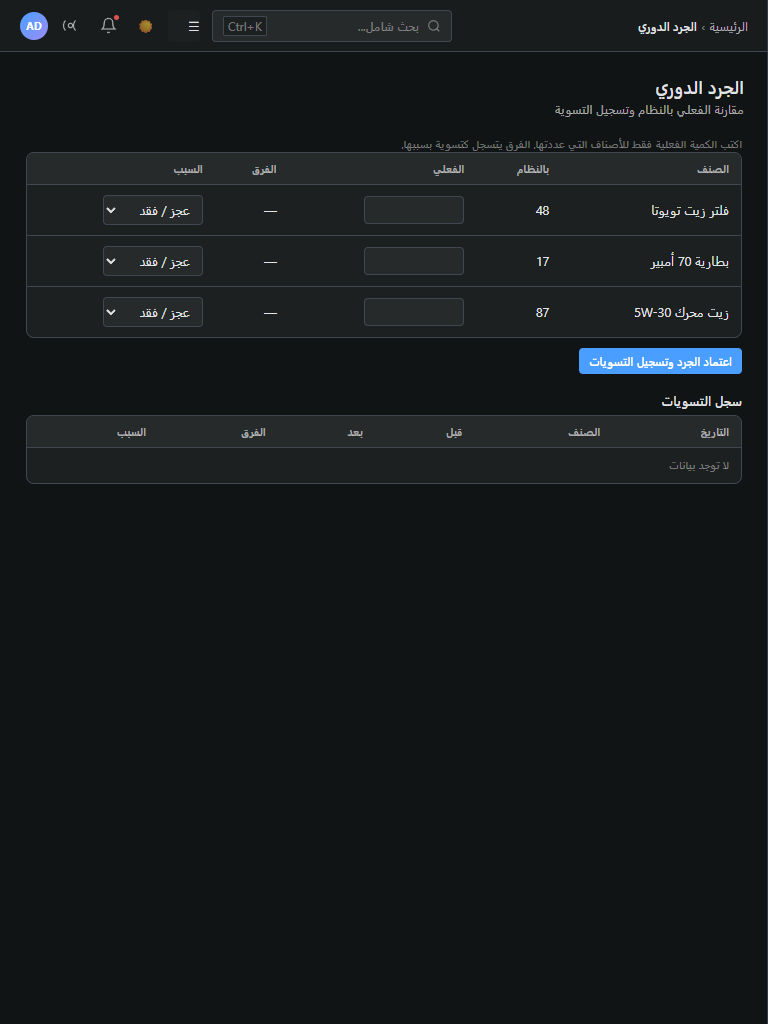 الرئيسية › الجرد الدوري
بحث شامل... Ctrl+K
AD
الجرد الدوري
مقارنة الفعلي بالنظام وتسجيل التسوية
اكتب الكمية الفعلية فقط للأصناف التي عددتها. الفرق يتسجل كتسوية بسببها.
الصنف بالنظام الفعلي الفرق السبب
فلتر زيت تويوتا 48 — عجز / فقد
بطارية 70 أمبير 17 — عجز / فقد
زيت محرك 5W-30 87 — عجز / فقد
اعتماد الجرد وتسجيل التسويات
سجل التسويات
التاريخ الصنف قبل بعد الفرق السبب
لا توجد بيانات